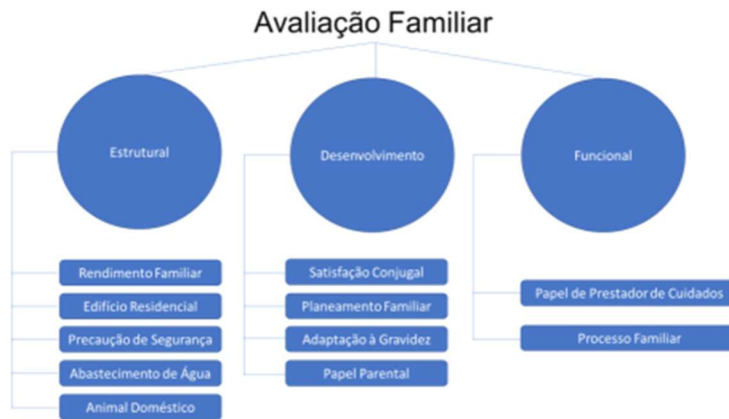 Avaliação Familiar
Estrutural
Desenvolvimento
Funcional
Rendimento Familiar
Edifício Residencial
Precaução de Segurança
Abastecimento de Água
Animal Doméstico
Satisfação Conjugal
Planeamento Familiar
Adaptação à Gravidez
Papel Parental
Papel de Prestador de Cuidados
Processo Familiar